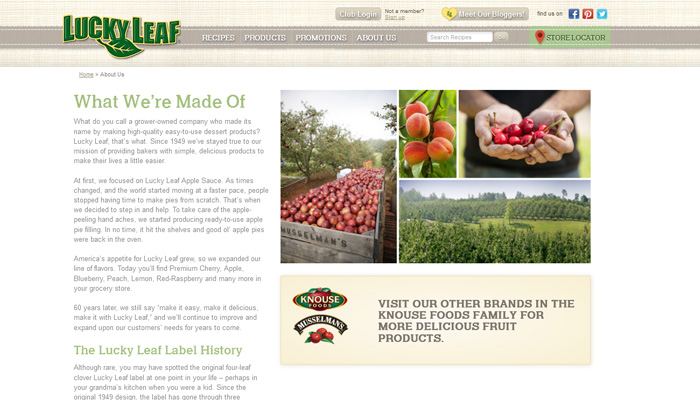 Club Login
Not a member?
Sign up
Meet Our Bloggers!
find us on
LUCKY LEAF
RECIPES PRODUCTS PROMOTIONS ABOUT US
Search Recipes
STORE LOCATOR
Home > About Us
What We're Made Of
What do you call a grower-owned company who made its
name by making high-quality easy-to-use dessert products?
Lucky Leaf, that's what. Since 1949 we've stayed true to our
mission of providing bakers with simple, delicious products to
make their lives a little easier.
At first, we focused on Lucky Leaf Apple Sauce. As times
changed, and the world started moving at a faster pace, people
stopped having time to make pies from scratch. That's when
we decided to step in and help. To take care of the apple-
peeling hand aches, we started producing ready-to-use apple
pie filling. In no time, it hit the shelves and good ol' apple pies
were back in the oven.
America's appetite for Lucky Leaf grew, so we expanded our
line of flavors. Today you'll find Premium Cherry, Apple,
Blueberry, Peach, Lemon, Red-Raspberry and many more in
your grocery store.
60 years later, we still say "make it easy, make it delicious,
make it with Lucky Leaf," and we'll continue to improve and
expand upon our customers' needs for years to come.
The Lucky Leaf Label History
Although rare, you may have spotted the original four-leaf
clover Lucky Leaf label at one point in your life – perhaps in
your grandma's kitchen when you were a kid. Since the
original 1949 design, the label has gone through three
MUSSELMAN'S
KNOUSE
FOODS
MUSSELMAN'S
VISIT OUR OTHER BRANDS IN THE
KNOUSE FOODS FAMILY FOR
MORE DELICIOUS FRUIT
PRODUCTS.